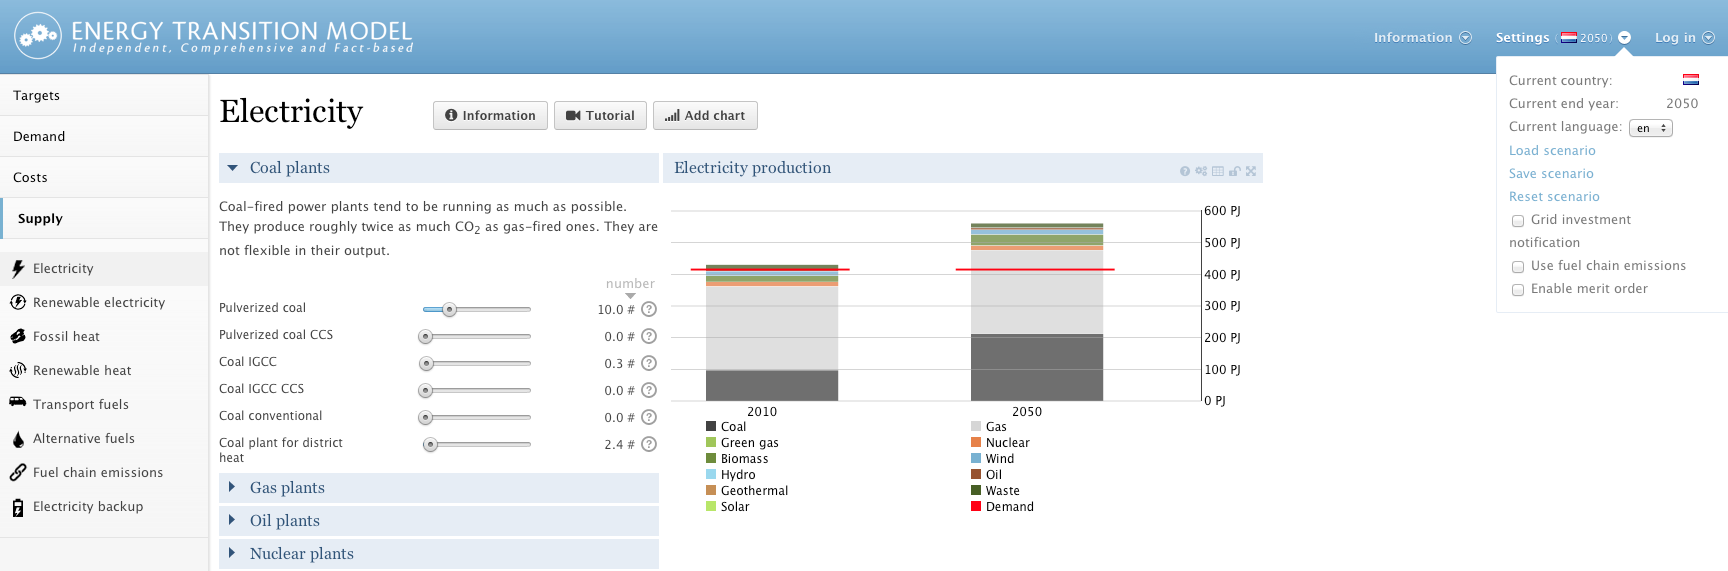 ENERGY TRANSITION MODEL
Independent, Comprehensive and Fact-based
Information
Settings
2050
Log in
Current country:
Current end year: 2050
Current language: en
Load scenario
Save scenario
Reset scenario
Grid investment
notification
Use fuel chain emissions
Enable merit order
Targets
Demand
Costs
Supply
Electricity
Renewable electricity
Fossil heat
Renewable heat
Transport fuels
Alternative fuels
Fuel chain emissions
Electricity backup
Electricity
Information
Tutorial
Add chart
Coal plants
Coal-fired power plants tend to be running as much as possible.
They produce roughly twice as much CO2 as gas-fired ones. They are
not flexible in their output.
number
Pulverized coal 10.0 # ?
Pulverized coal CCS 0.0 # ?
Coal IGCC 0.3 # ?
Coal IGCC CCS 0.0 # ?
Coal conventional 0.0 # ?
Coal plant for district
heat 2.4 # ?
Gas plants
Oil plants
Nuclear plants
Electricity production
600 PJ
500 PJ
400 PJ
300 PJ
200 PJ
100 PJ
0 PJ
2010 2050
Coal Gas
Green gas Nuclear
Biomass Wind
Hydro Oil
Geothermal Waste
Solar Demand